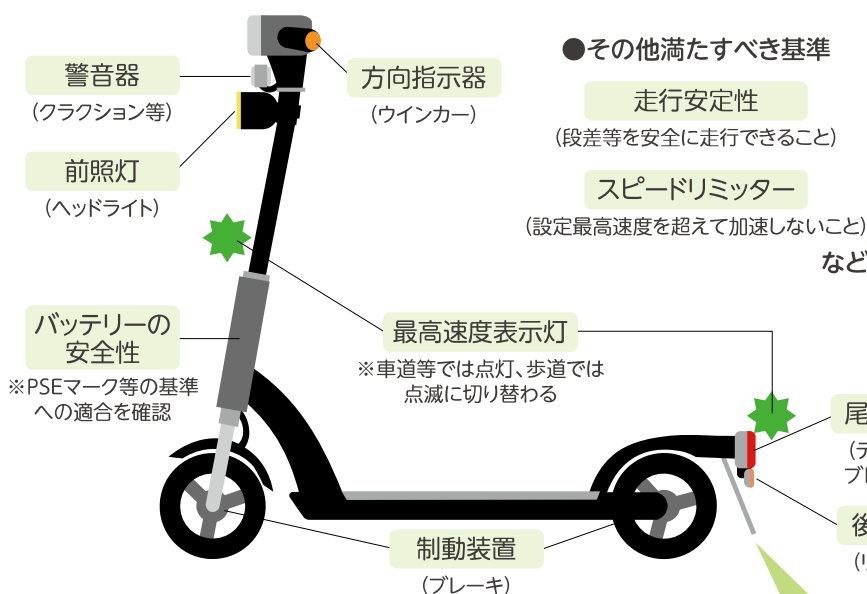 警音器
(クラクション等)
方向指示器
(ウインカー)
前照灯
(ヘッドライト)
●その他満たすべき基準
走行安定性
(段差等を安全に走行できること)
スピードリミッター
(設定最高速度を超えて加速しないこと)
など
バッテリーの
安全性
※PSEマーク等の基準
への適合を確認
最高速度表示灯
※車道等では点灯、歩道では
点滅に切り替わる
尾
制動装置
(ブレーキ)
後